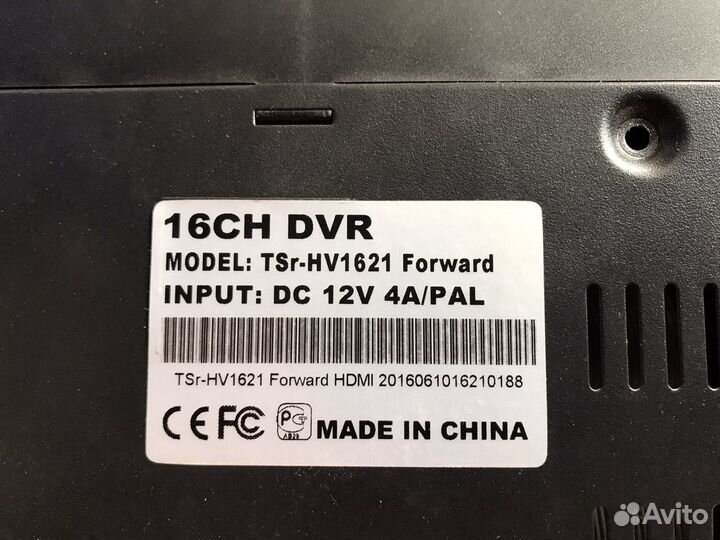 16CH DVR
MODEL: TSr-HV1621 Forward
INPUT: DC 12V 4A/PAL
TSr-HV1621 Forward HDMI 2016061016210188
CE FC PG MADE IN CHINA
Avito